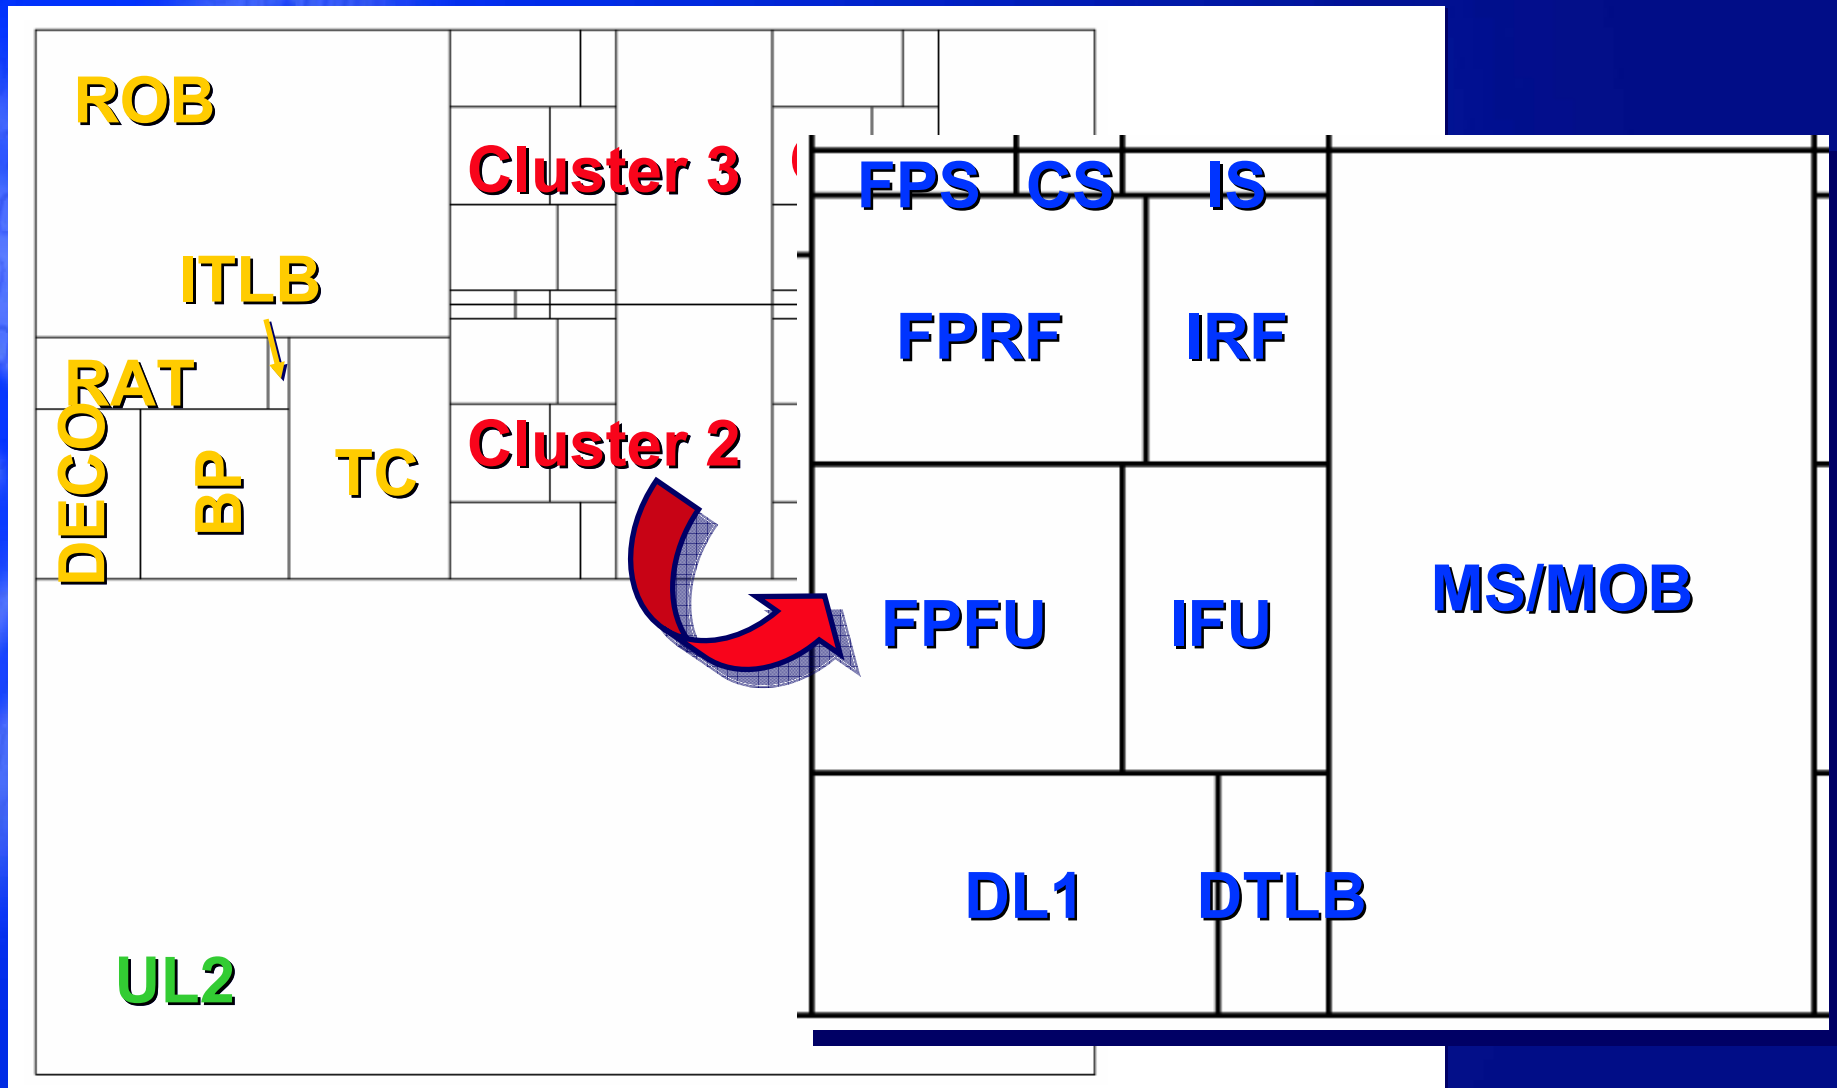 ROB
ITLB
RAT
DECO
BP
TC
Cluster 3
Cluster 2
UL2
FPS CS IS
FPRF IRF
FPFU IFU
MS/MOB
DL1 DTLB